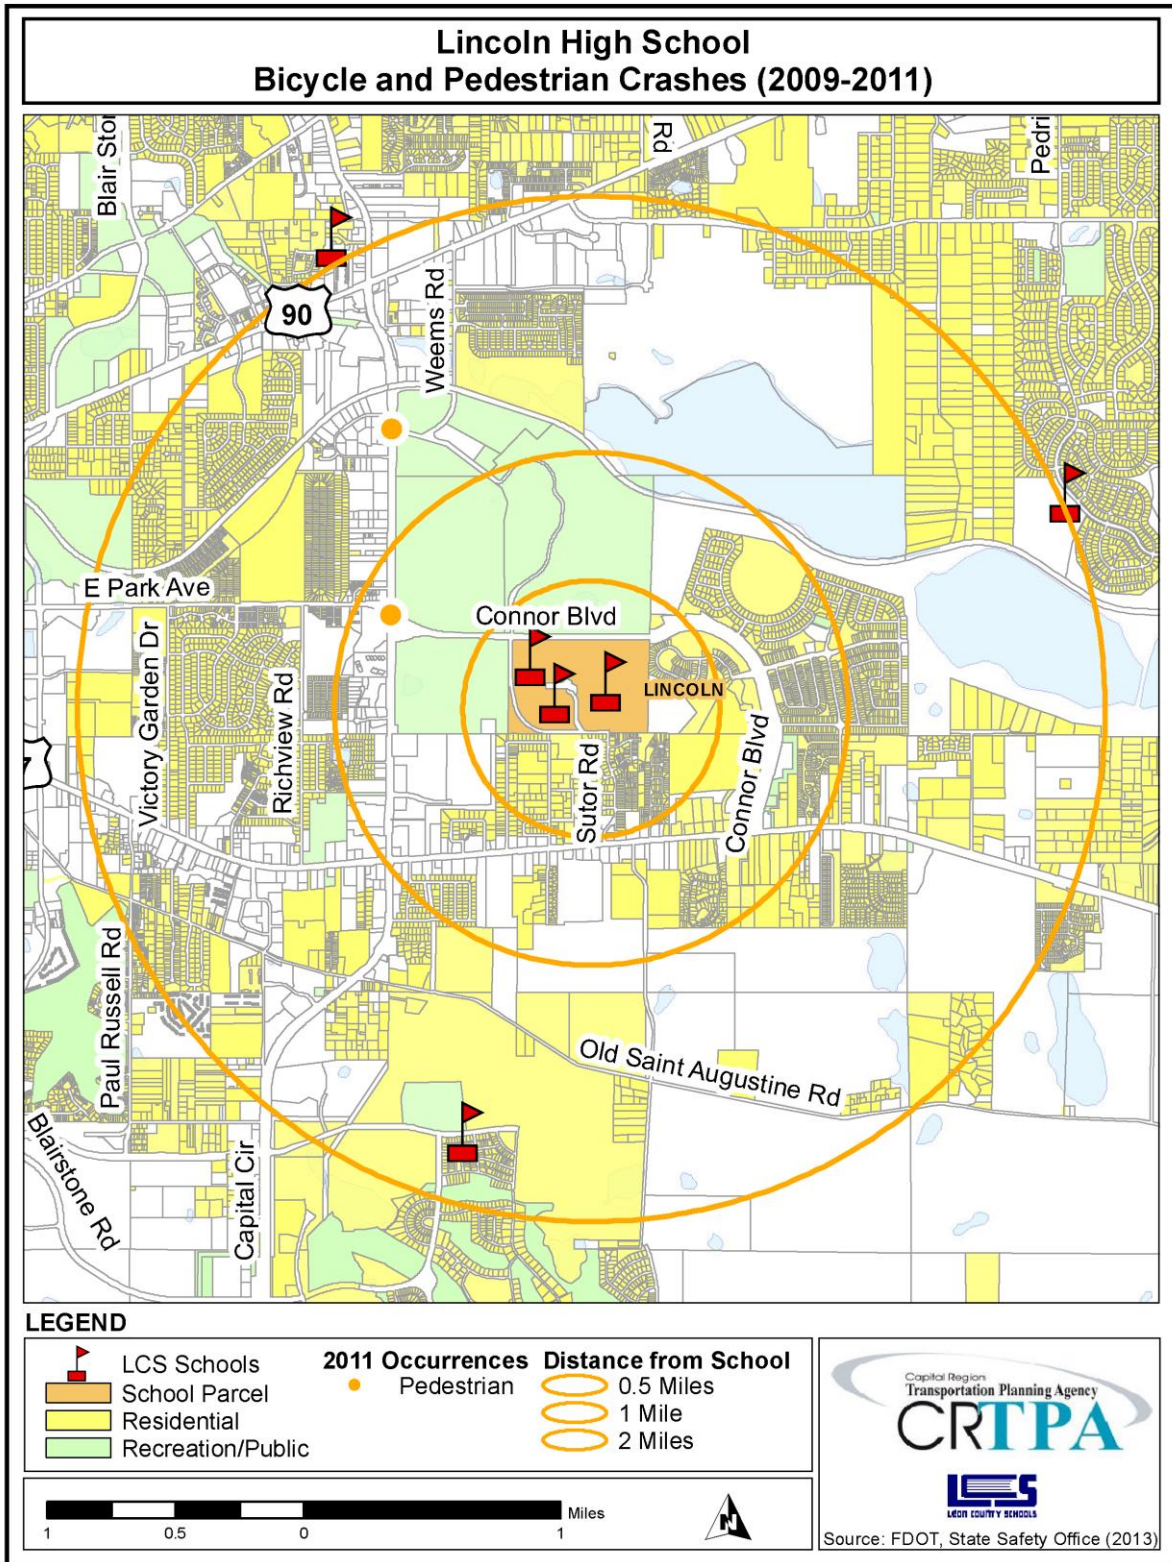 Lincoln High School
Bicycle and Pedestrian Crashes (2009-2011)
Blair Stor
Rd
Pedri
90
Weems Rd
E Park Ave
Connor Blvd
LINCOLN
Victory Garden Dr
Richview Rd
Sutor Rd
Connor Blvd
7
Paul Russell Rd
Old Saint Augustine Rd
Blairstone Rd
Capital Cir
LEGEND
LCS Schools
School Parcel
Residential
Recreation/Public
2011 Occurrences
Pedestrian
Distance from School
0.5 Miles
1 Mile
2 Miles
Miles
1 0.5 0 1
N
Capital Region
Transportation Planning Agency
CRTPA
LCS
LEON COUNTY SCHOOLS
Source: FDOT, State Safety Office (2013)